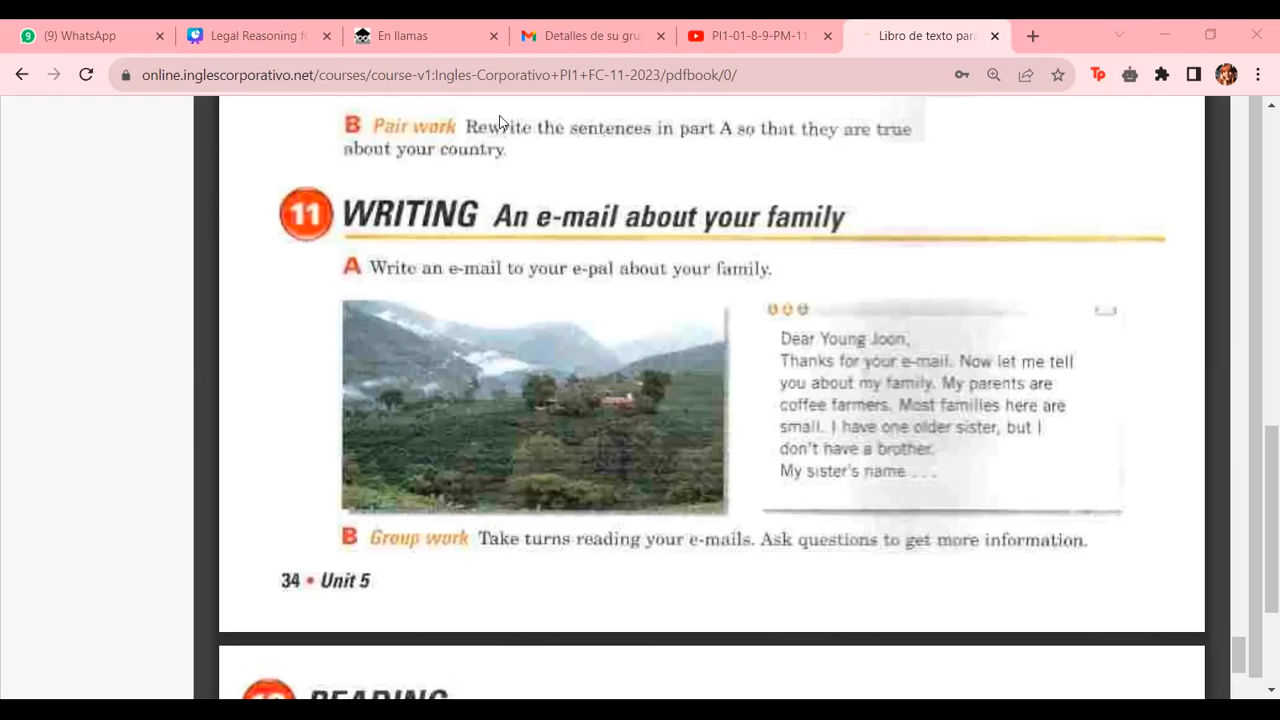 (9) WhatsApp
Legal Reasoning fo
En llamas
Detalles de su gru
PI1-01-8-9-PM-11
Libro de texto para
online.inglescorporativo.net/courses/course-v1:Ingles-Corporativo+PI1+FC-11-2023/pdfbook/0/
B Pair work Rewrite the sentences in part A so that they are true
about your country.
11 WRITING An e-mail about your family
A Write an e-mail to your e-pal about your family.
Dear Young Joon,
Thanks for your e-mail. Now let me tell
you about my family. My parents are
coffee farmers. Most families here are
small. I have one older sister, but I
don't have a brother.
My sister's name . . .
B Group work Take turns reading your e-mails. Ask questions to get more information.
34 • Unit 5
READING